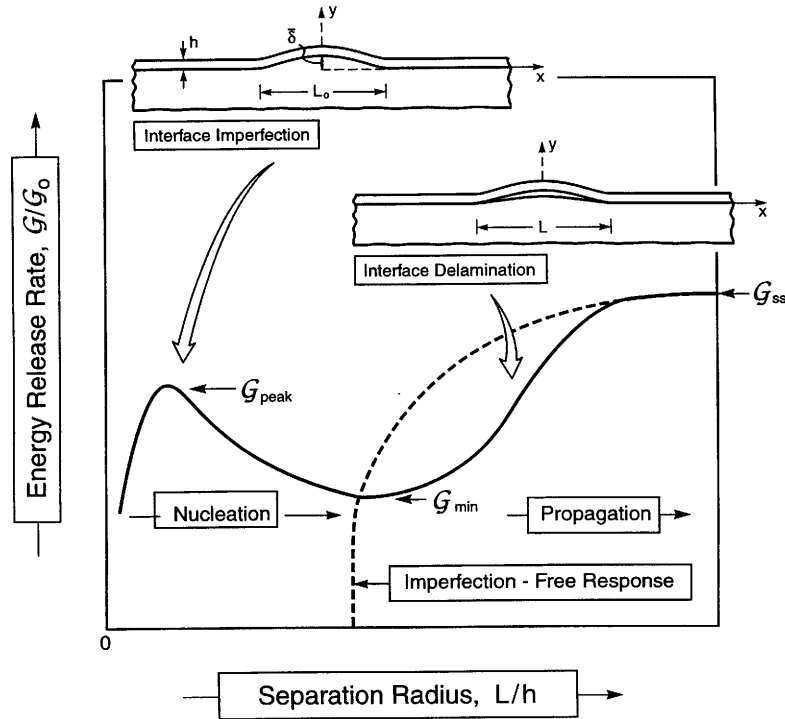 y
h
δ̄
x
L₀
Interface Imperfection
y
x
L
Interface Delamination
Energy Release Rate, 𝒢/𝒢₀
𝒢ss
𝒢peak
𝒢min
Nucleation
Propagation
Imperfection - Free Response
0
Separation Radius, L/h